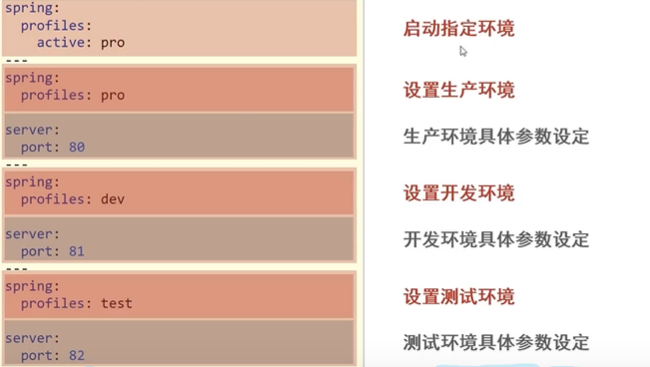 spring:
  profiles:
    active: pro
启动指定环境
---
spring:
  profiles: pro
设置生产环境
server:
  port: 80
生产环境具体参数设定
---
spring:
  profiles: dev
设置开发环境
server:
  port: 81
开发环境具体参数设定
---
spring:
  profiles: test
设置测试环境
server:
  port: 82
测试环境具体参数设定